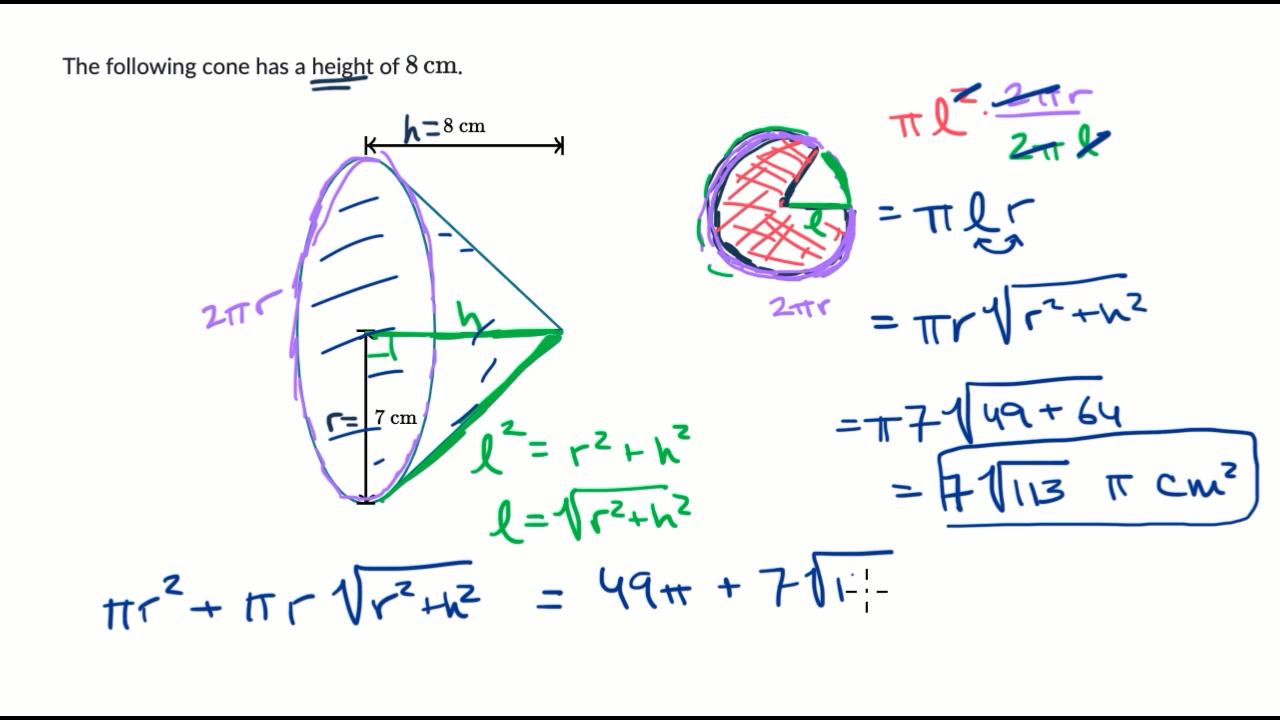 The following cone has a height of 8 cm.
h = 8 cm
2πr
h
r = 7 cm
l² = r² + h²
l = √(r² + h²)
l
2πr
πl² · 2πr / 2πl
= πlr
= πr√(r² + h²)
= π7√(49 + 64)
= 7√113 π cm²
πr² + πr√(r² + h²) = 49π + 7√1